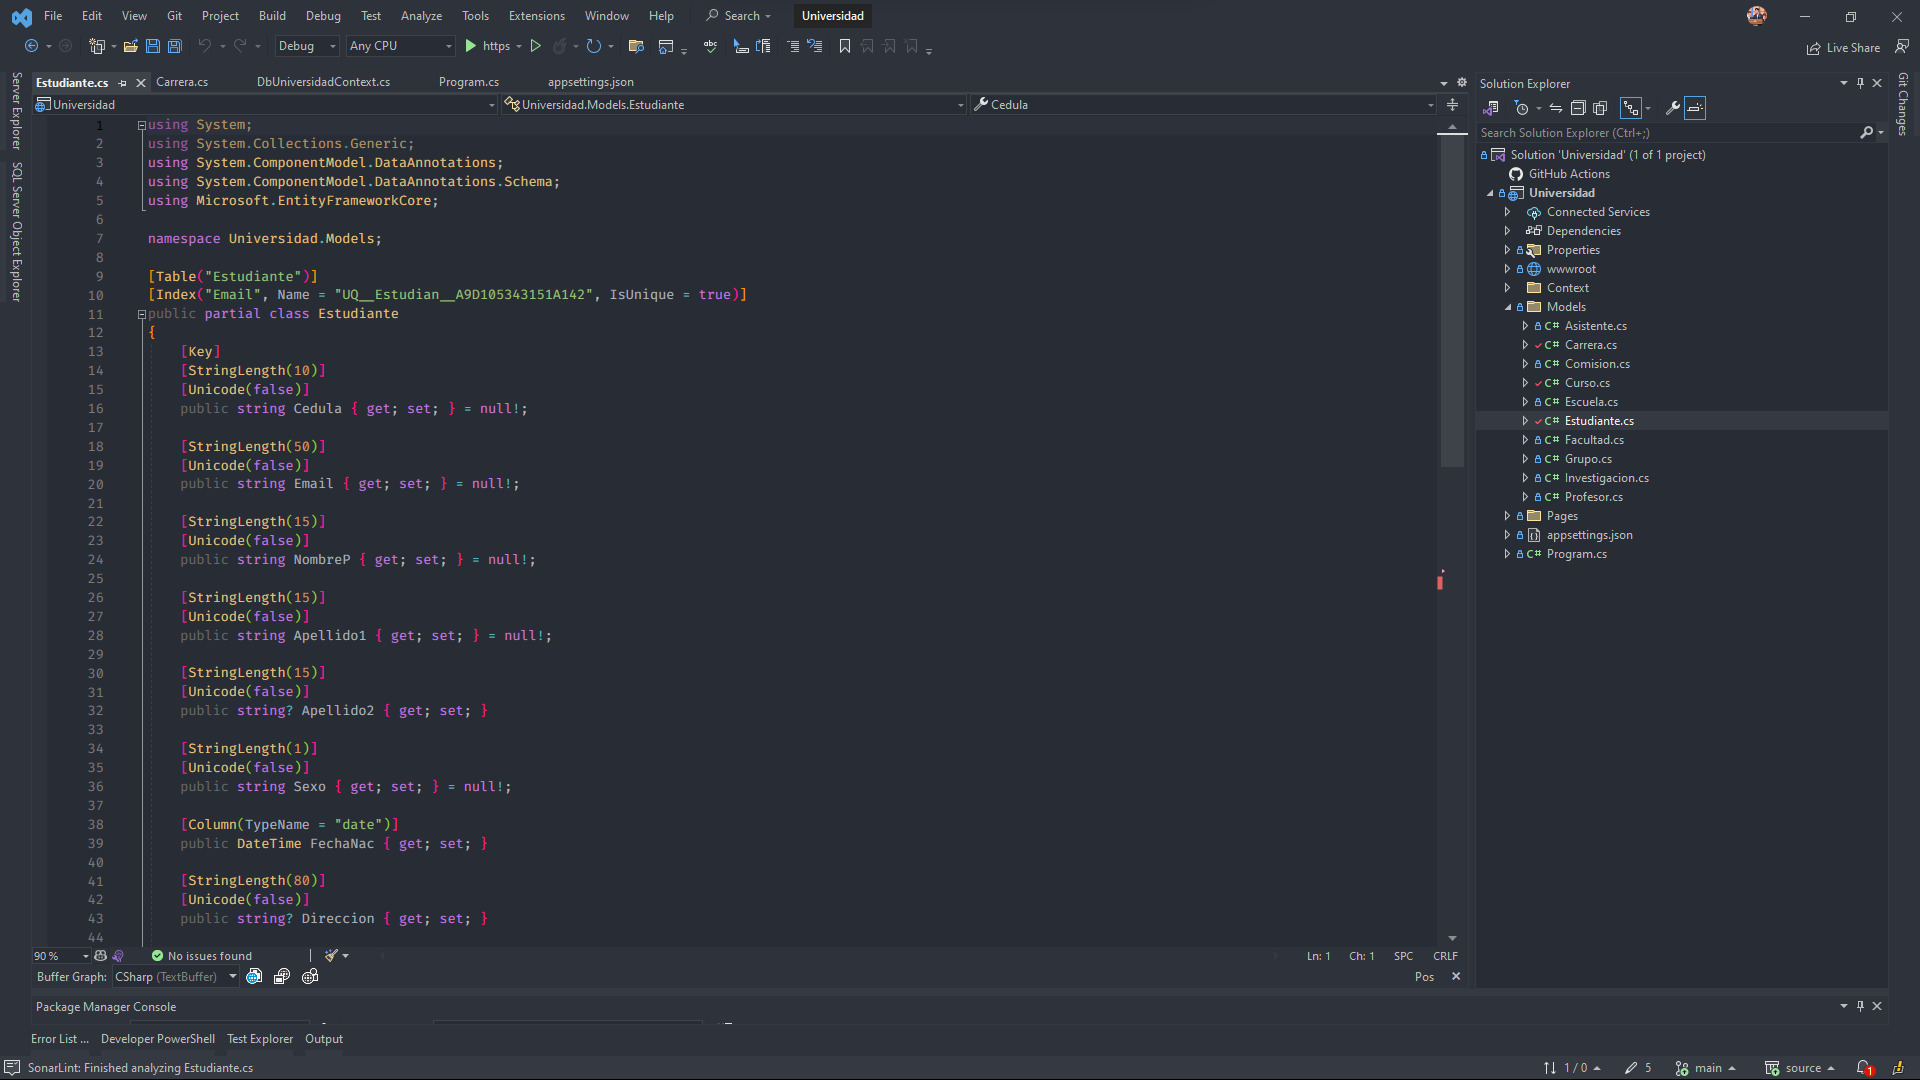 File Edit View Git Project Build Debug Test Analyze Tools Extensions Window Help Search Universidad
Debug Any CPU https Live Share
Server Explorer
SQL Server Object Explorer
Estudiante.cs Carrera.cs DbUniversidadContext.cs Program.cs appsettings.json
Universidad Universidad.Models.Estudiante Cedula
1 using System;
2 using System.Collections.Generic;
3 using System.ComponentModel.DataAnnotations;
4 using System.ComponentModel.DataAnnotations.Schema;
5 using Microsoft.EntityFrameworkCore;
6
7 namespace Universidad.Models;
8
9 [Table("Estudiante")]
10 [Index("Email", Name = "UQ__Estudian__A9D105343151A142", IsUnique = true)]
11 public partial class Estudiante
12 {
13 [Key]
14 [StringLength(10)]
15 [Unicode(false)]
16 public string Cedula { get; set; } = null!;
17
18 [StringLength(50)]
19 [Unicode(false)]
20 public string Email { get; set; } = null!;
21
22 [StringLength(15)]
23 [Unicode(false)]
24 public string NombreP { get; set; } = null!;
25
26 [StringLength(15)]
27 [Unicode(false)]
28 public string Apellido1 { get; set; } = null!;
29
30 [StringLength(15)]
31 [Unicode(false)]
32 public string? Apellido2 { get; set; }
33
34 [StringLength(1)]
35 [Unicode(false)]
36 public string Sexo { get; set; } = null!;
37
38 [Column(TypeName = "date")]
39 public DateTime FechaNac { get; set; }
40
41 [StringLength(80)]
42 [Unicode(false)]
43 public string? Direccion { get; set; }
44
90 % No issues found Ln: 1 Ch: 1 SPC CRLF
Buffer Graph: CSharp (TextBuffer) Pos
Package Manager Console
Error List ... Developer PowerShell Test Explorer Output
Solution Explorer
Search Solution Explorer (Ctrl+;)
Solution 'Universidad' (1 of 1 project)
GitHub Actions
Universidad
Connected Services
Dependencies
Properties
wwwroot
Context
Models
C# Asistente.cs
C# Carrera.cs
C# Comision.cs
C# Curso.cs
C# Escuela.cs
C# Estudiante.cs
C# Facultad.cs
C# Grupo.cs
C# Investigacion.cs
C# Profesor.cs
Pages
appsettings.json
C# Program.cs
Git Changes
SonarLint: Finished analyzing Estudiante.cs 1 / 0 5 main source 1